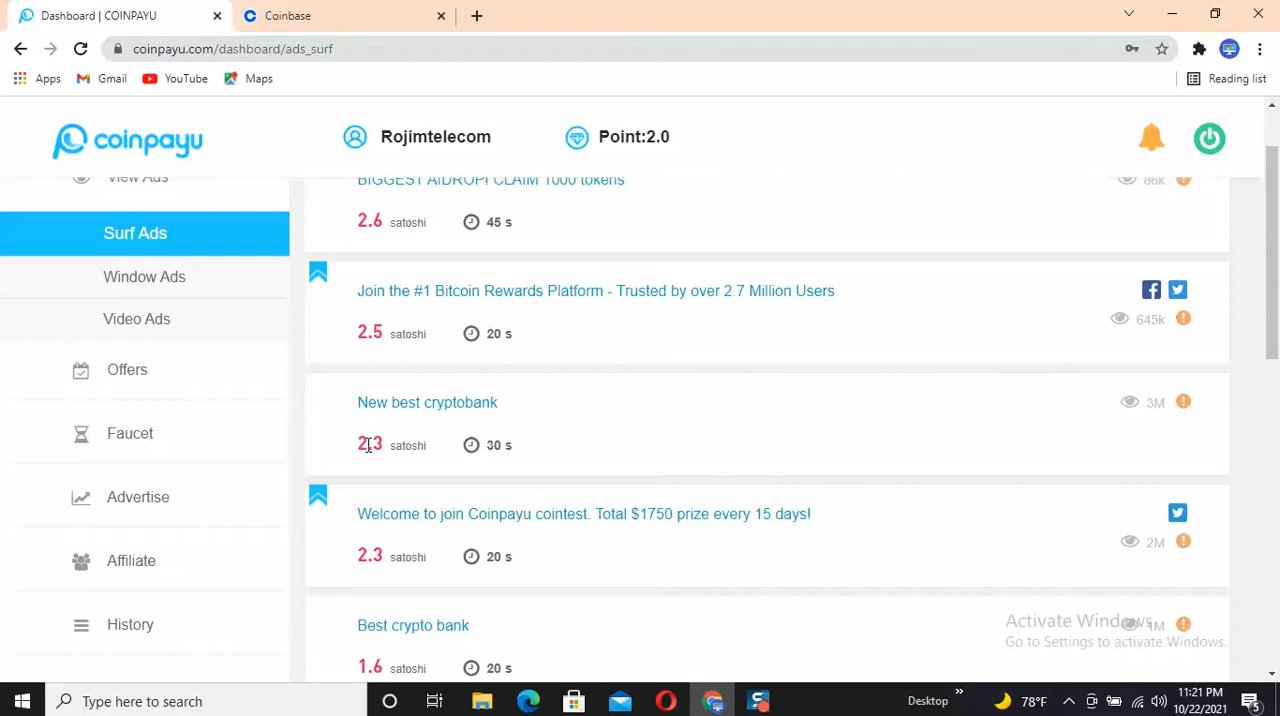 Dashboard | COINPAYU
Coinbase
coinpayu.com/dashboard/ads_surf
Apps Gmail YouTube Maps Reading list
coinpayu Rojimtelecom Point:2.0
View Ads
Surf Ads
Window Ads
Video Ads
Offers
Faucet
Advertise
Affiliate
History
BIGGEST AIDROP! CLAIM 1000 tokens 86k
2.6 satoshi 45 s
Join the #1 Bitcoin Rewards Platform - Trusted by over 2.7 Million Users
645k
2.5 satoshi 20 s
New best cryptobank 3M
2.3 satoshi 30 s
Welcome to join Coinpayu cointest. Total $1750 prize every 15 days!
2M
2.3 satoshi 20 s
Best crypto bank 1M
1.6 satoshi 20 s
Activate Windows
Go to Settings to activate Windows.
Type here to search
Desktop
78°F
11:21 PM
10/22/2021
5